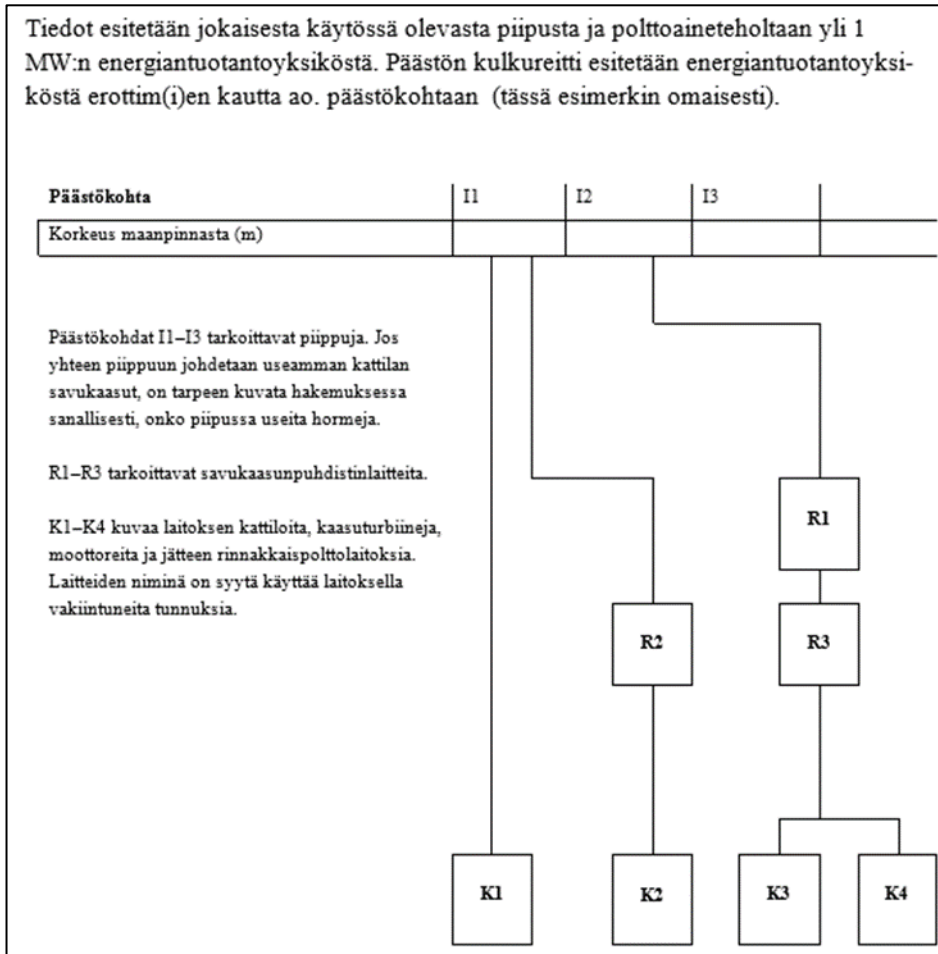 Tiedot esitetään jokaisesta käytössä olevasta piipusta ja polttoaineteholtaan yli 1
MW:n energiantuotantoyksiköstä. Päästön kulkureitti esitetään energiantuotantoyksi-
köstä erottim(i)en kautta ao. päästökohtaan (tässä esimerkin omaisesti).
Päästökohta I1 I2 I3
Korkeus maanpinnasta (m)
Päästökohdat I1–I3 tarkoittavat piippuja. Jos
yhteen piippuun johdetaan useamman kattilan
savukaasut, on tarpeen kuvata hakemuksessa
sanallisesti, onko piipussa useita hormeja.
R1–R3 tarkoittavat savukaasunpuhdistinlaitteita.
K1–K4 kuvaa laitoksen kattiloita, kaasuturbiineja,
moottoreita ja jätteen rinnakkaispolttolaitoksia.
Laitteiden niminä on syytä käyttää laitoksella
vakiintuneita tunnuksia.
R1
R2 R3
K1 K2 K3 K4